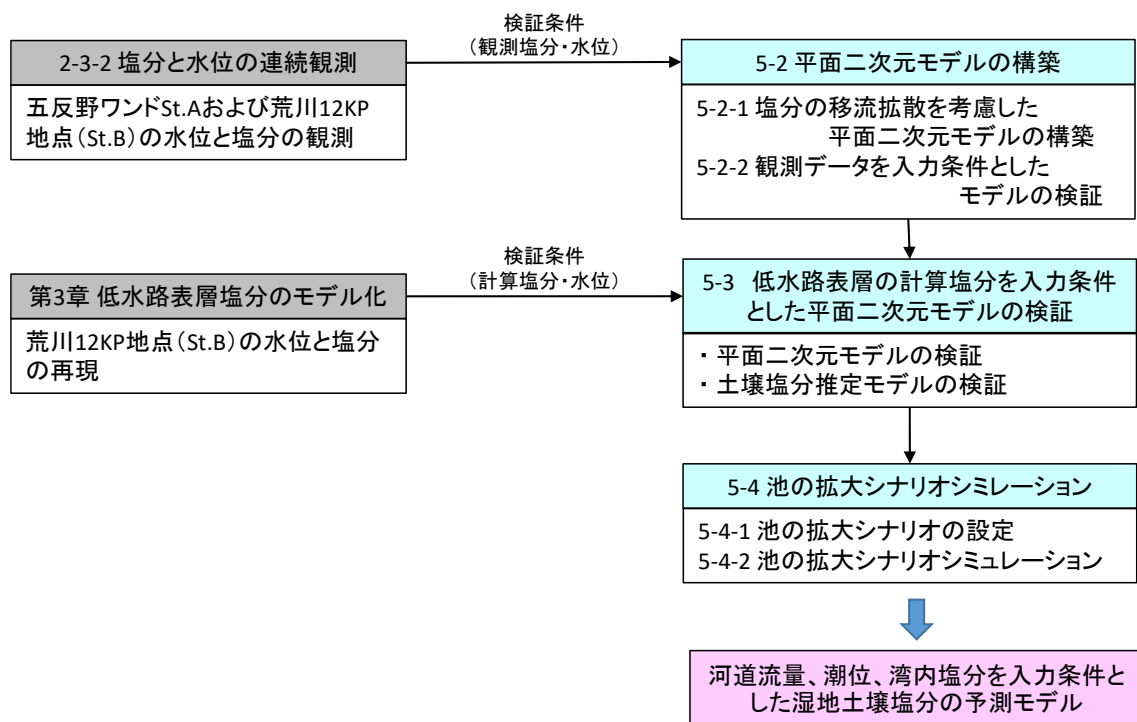 検証条件
（観測塩分・水位）
2-3-2 塩分と水位の連続観測
五反野ワンドSt.Aおよび荒川12KP
地点（St.B）の水位と塩分の観測
5-2 平面二次元モデルの構築
5-2-1 塩分の移流拡散を考慮した
平面二次元モデルの構築
5-2-2 観測データを入力条件とした
モデルの検証
検証条件
（計算塩分・水位）
第3章 低水路表層塩分のモデル化
荒川12KP地点（St.B）の水位と塩分
の再現
5-3 低水路表層の計算塩分を入力条件
とした平面二次元モデルの検証
・ 平面二次元モデルの検証
・ 土壌塩分推定モデルの検証
5-4 池の拡大シナリオシミレーション
5-4-1 池の拡大シナリオの設定
5-4-2 池の拡大シナリオシミュレーション
河道流量、潮位、湾内塩分を入力条件と
した湿地土壌塩分の予測モデル